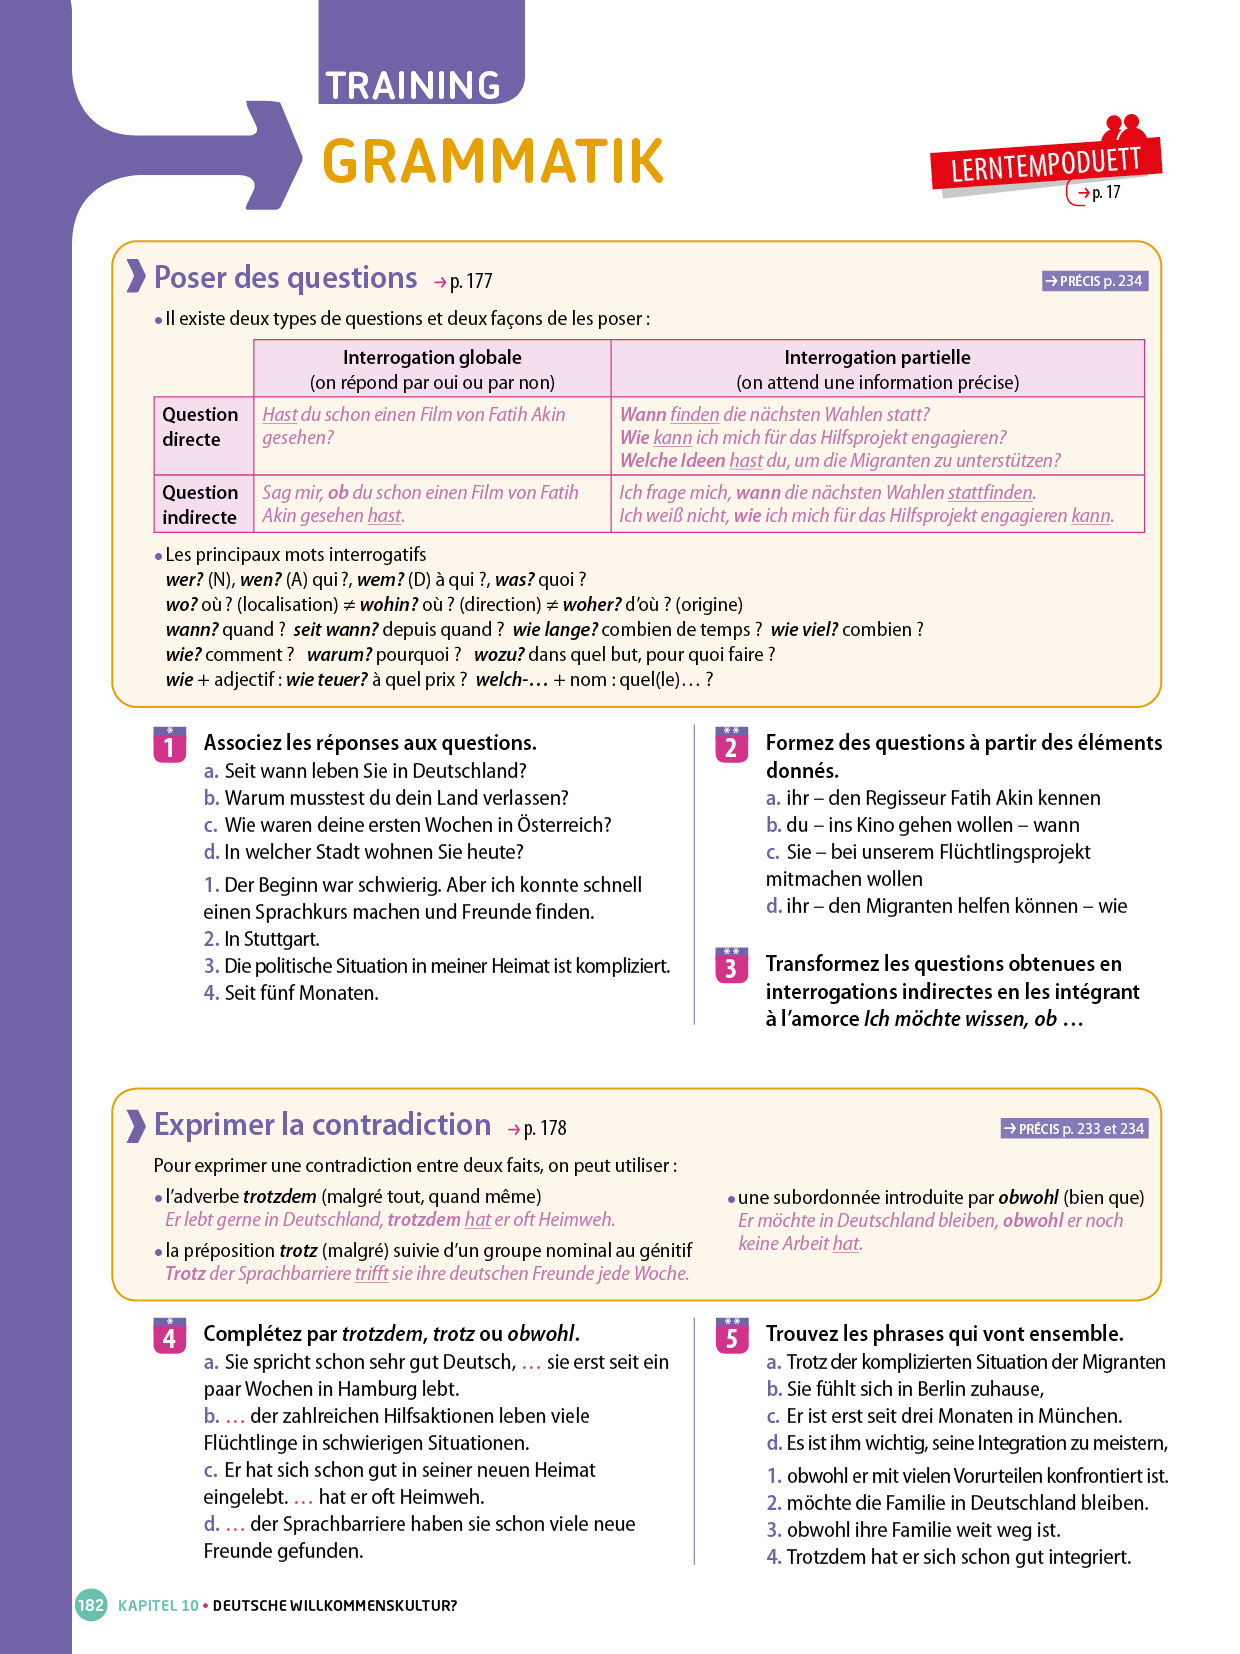 TRAINING
GRAMMATIK
LERNTEMPODUETT
→ p. 17
Poser des questions → p. 177
→ PRÉCIS p. 234
• Il existe deux types de questions et deux façons de les poser :
Interrogation globale
(on répond par oui ou par non)
Interrogation partielle
(on attend une information précise)
Question
directe
Hast du schon einen Film von Fatih Akin
gesehen?
Wann finden die nächsten Wahlen statt?
Wie kann ich mich für das Hilfsprojekt engagieren?
Welche Ideen hast du, um die Migranten zu unterstützen?
Question
indirecte
Sag mir, ob du schon einen Film von Fatih
Akin gesehen hast.
Ich frage mich, wann die nächsten Wahlen stattfinden.
Ich weiß nicht, wie ich mich für das Hilfsprojekt engagieren kann.
• Les principaux mots interrogatifs
wer? (N), wen? (A) qui ?, wem? (D) à qui ?, was? quoi ?
wo? où ? (localisation) ≠ wohin? où ? (direction) ≠ woher? d'où ? (origine)
wann? quand ? seit wann? depuis quand ? wie lange? combien de temps ? wie viel? combien ?
wie? comment ? warum? pourquoi ? wozu? dans quel but, pour quoi faire ?
wie + adjectif : wie teuer? à quel prix ? welch-… + nom : quel(le)… ?
* 1 Associez les réponses aux questions.
a. Seit wann leben Sie in Deutschland?
b. Warum musstest du dein Land verlassen?
c. Wie waren deine ersten Wochen in Österreich?
d. In welcher Stadt wohnen Sie heute?
1. Der Beginn war schwierig. Aber ich konnte schnell
einen Sprachkurs machen und Freunde finden.
2. In Stuttgart.
3. Die politische Situation in meiner Heimat ist kompliziert.
4. Seit fünf Monaten.
** 2 Formez des questions à partir des éléments
donnés.
a. ihr – den Regisseur Fatih Akin kennen
b. du – ins Kino gehen wollen – wann
c. Sie – bei unserem Flüchtlingsprojekt
mitmachen wollen
d. ihr – den Migranten helfen können – wie
** 3 Transformez les questions obtenues en
interrogations indirectes en les intégrant
à l'amorce Ich möchte wissen, ob …
Exprimer la contradiction → p. 178
→ PRÉCIS p. 233 et 234
Pour exprimer une contradiction entre deux faits, on peut utiliser :
• l'adverbe trotzdem (malgré tout, quand même)
Er lebt gerne in Deutschland, trotzdem hat er oft Heimweh.
• la préposition trotz (malgré) suivie d'un groupe nominal au génitif
Trotz der Sprachbarriere trifft sie ihre deutschen Freunde jede Woche.
• une subordonnée introduite par obwohl (bien que)
Er möchte in Deutschland bleiben, obwohl er noch
keine Arbeit hat.
* 4 Complétez par trotzdem, trotz ou obwohl.
a. Sie spricht schon sehr gut Deutsch, … sie erst seit ein
paar Wochen in Hamburg lebt.
b. … der zahlreichen Hilfsaktionen leben viele
Flüchtlinge in schwierigen Situationen.
c. Er hat sich schon gut in seiner neuen Heimat
eingelebt. … hat er oft Heimweh.
d. … der Sprachbarriere haben sie schon viele neue
Freunde gefunden.
** 5 Trouvez les phrases qui vont ensemble.
a. Trotz der komplizierten Situation der Migranten
b. Sie fühlt sich in Berlin zuhause,
c. Er ist erst seit drei Monaten in München.
d. Es ist ihm wichtig, seine Integration zu meistern,
1. obwohl er mit vielen Vorurteilen konfrontiert ist.
2. möchte die Familie in Deutschland bleiben.
3. obwohl ihre Familie weit weg ist.
4. Trotzdem hat er sich schon gut integriert.
182 KAPITEL 10 • DEUTSCHE WILLKOMMENSKULTUR?